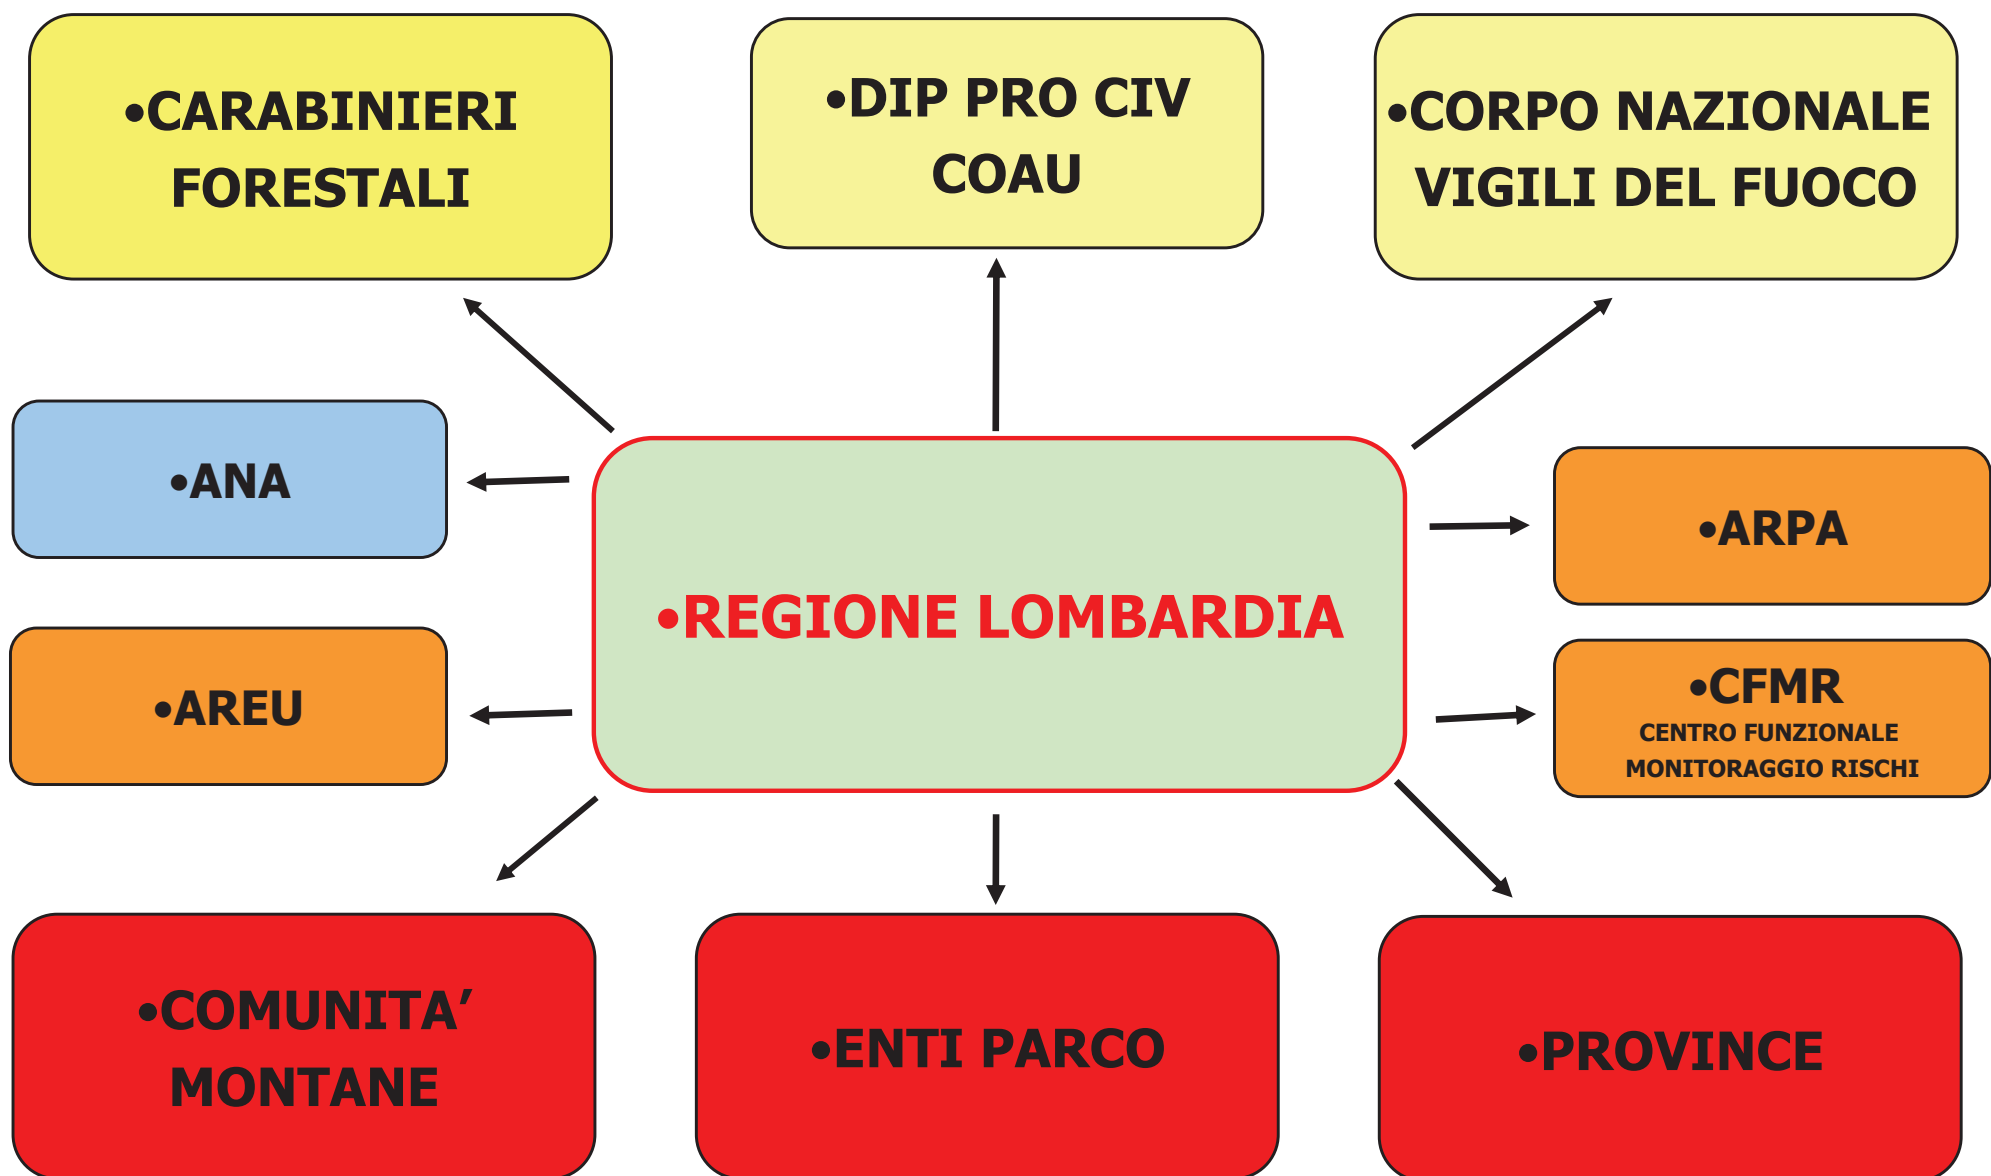 •CARABINIERI
FORESTALI
•DIP PRO CIV
COAU
•CORPO NAZIONALE
VIGILI DEL FUOCO
•ANA
•ARPA
•REGIONE LOMBARDIA
•AREU
•CFMR
CENTRO FUNZIONALE
MONITORAGGIO RISCHI
•COMUNITA’
MONTANE
•ENTI PARCO
•PROVINCE